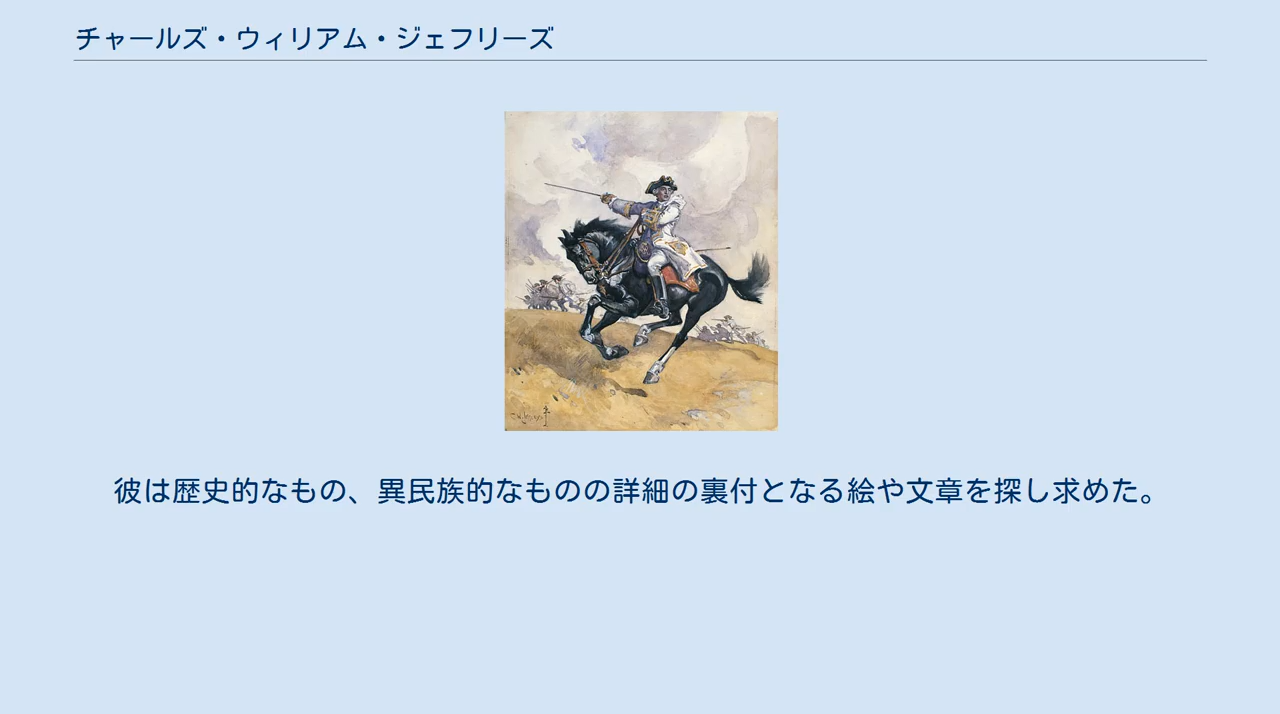 チャールズ・ウィリアム・ジェフリーズ
彼は歴史的なもの、異民族的なものの詳細の裏付となる絵や文章を探し求めた。